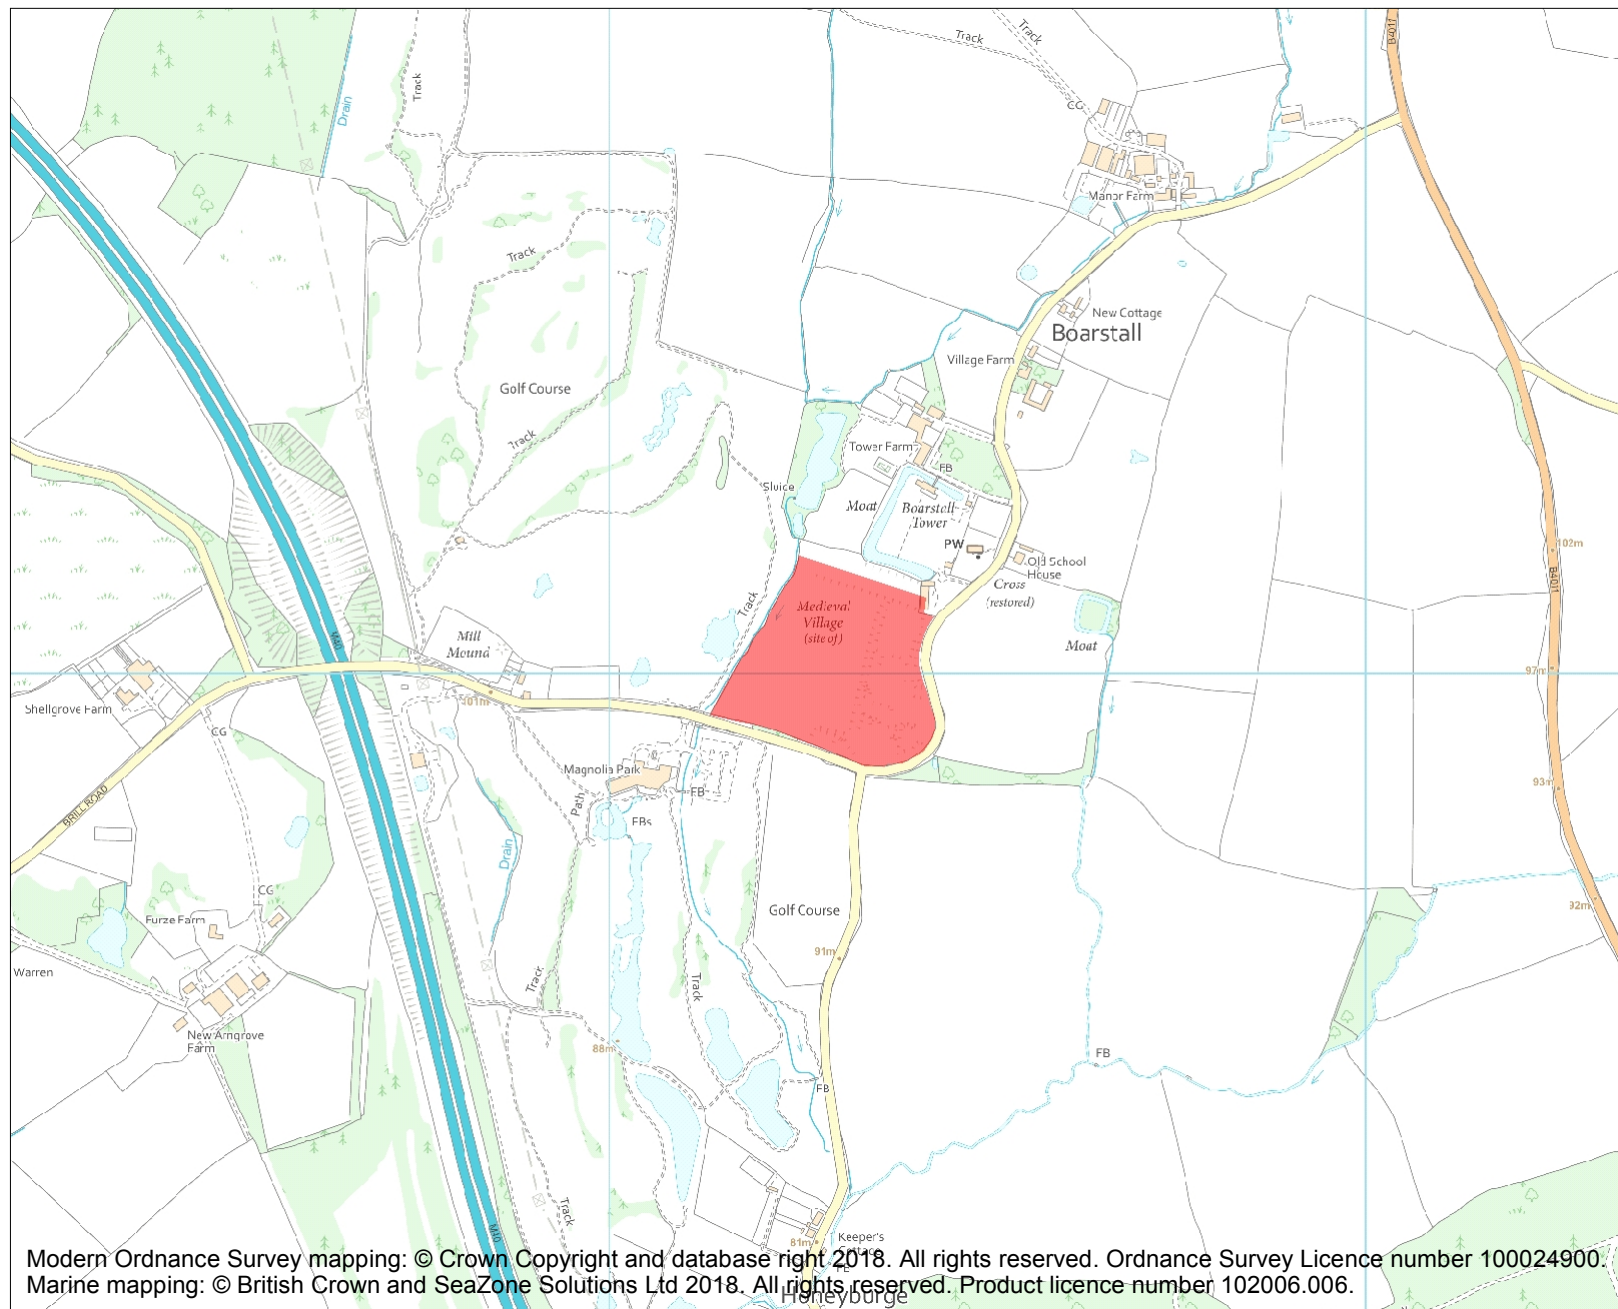 Track
Track
Track
B4011
Drain
CG
Manor Farm
Track
New Cottage
Boarstall
Village Farm
Golf Course
Track
Tower Farm
FB
Sluice
Moat
Boarstall
Tower
PW
Old School
House
Cross
(restored)
102m
B4011
Track
Medieval
Village
(site of)
Mill
Mound
M40
Moat
97m
Shellgrove Farm
101m
CG
Magnolia Park
FB
93m
Path
FBs
BRILL ROAD
Drain
CG
Furze Farm
Golf Course
92m
91m
Warren
Track
Track
New Arngrove
Farm
88m
FB
FB
Track
M40
81m
Keeper's
Cottage
Modern Ordnance Survey mapping: © Crown Copyright and database right 2018. All rights reserved. Ordnance Survey Licence number 100024900.
Marine mapping: © British Crown and SeaZone Solutions Ltd 2018. All rights reserved. Product licence number 102006.006.
Honeyburge